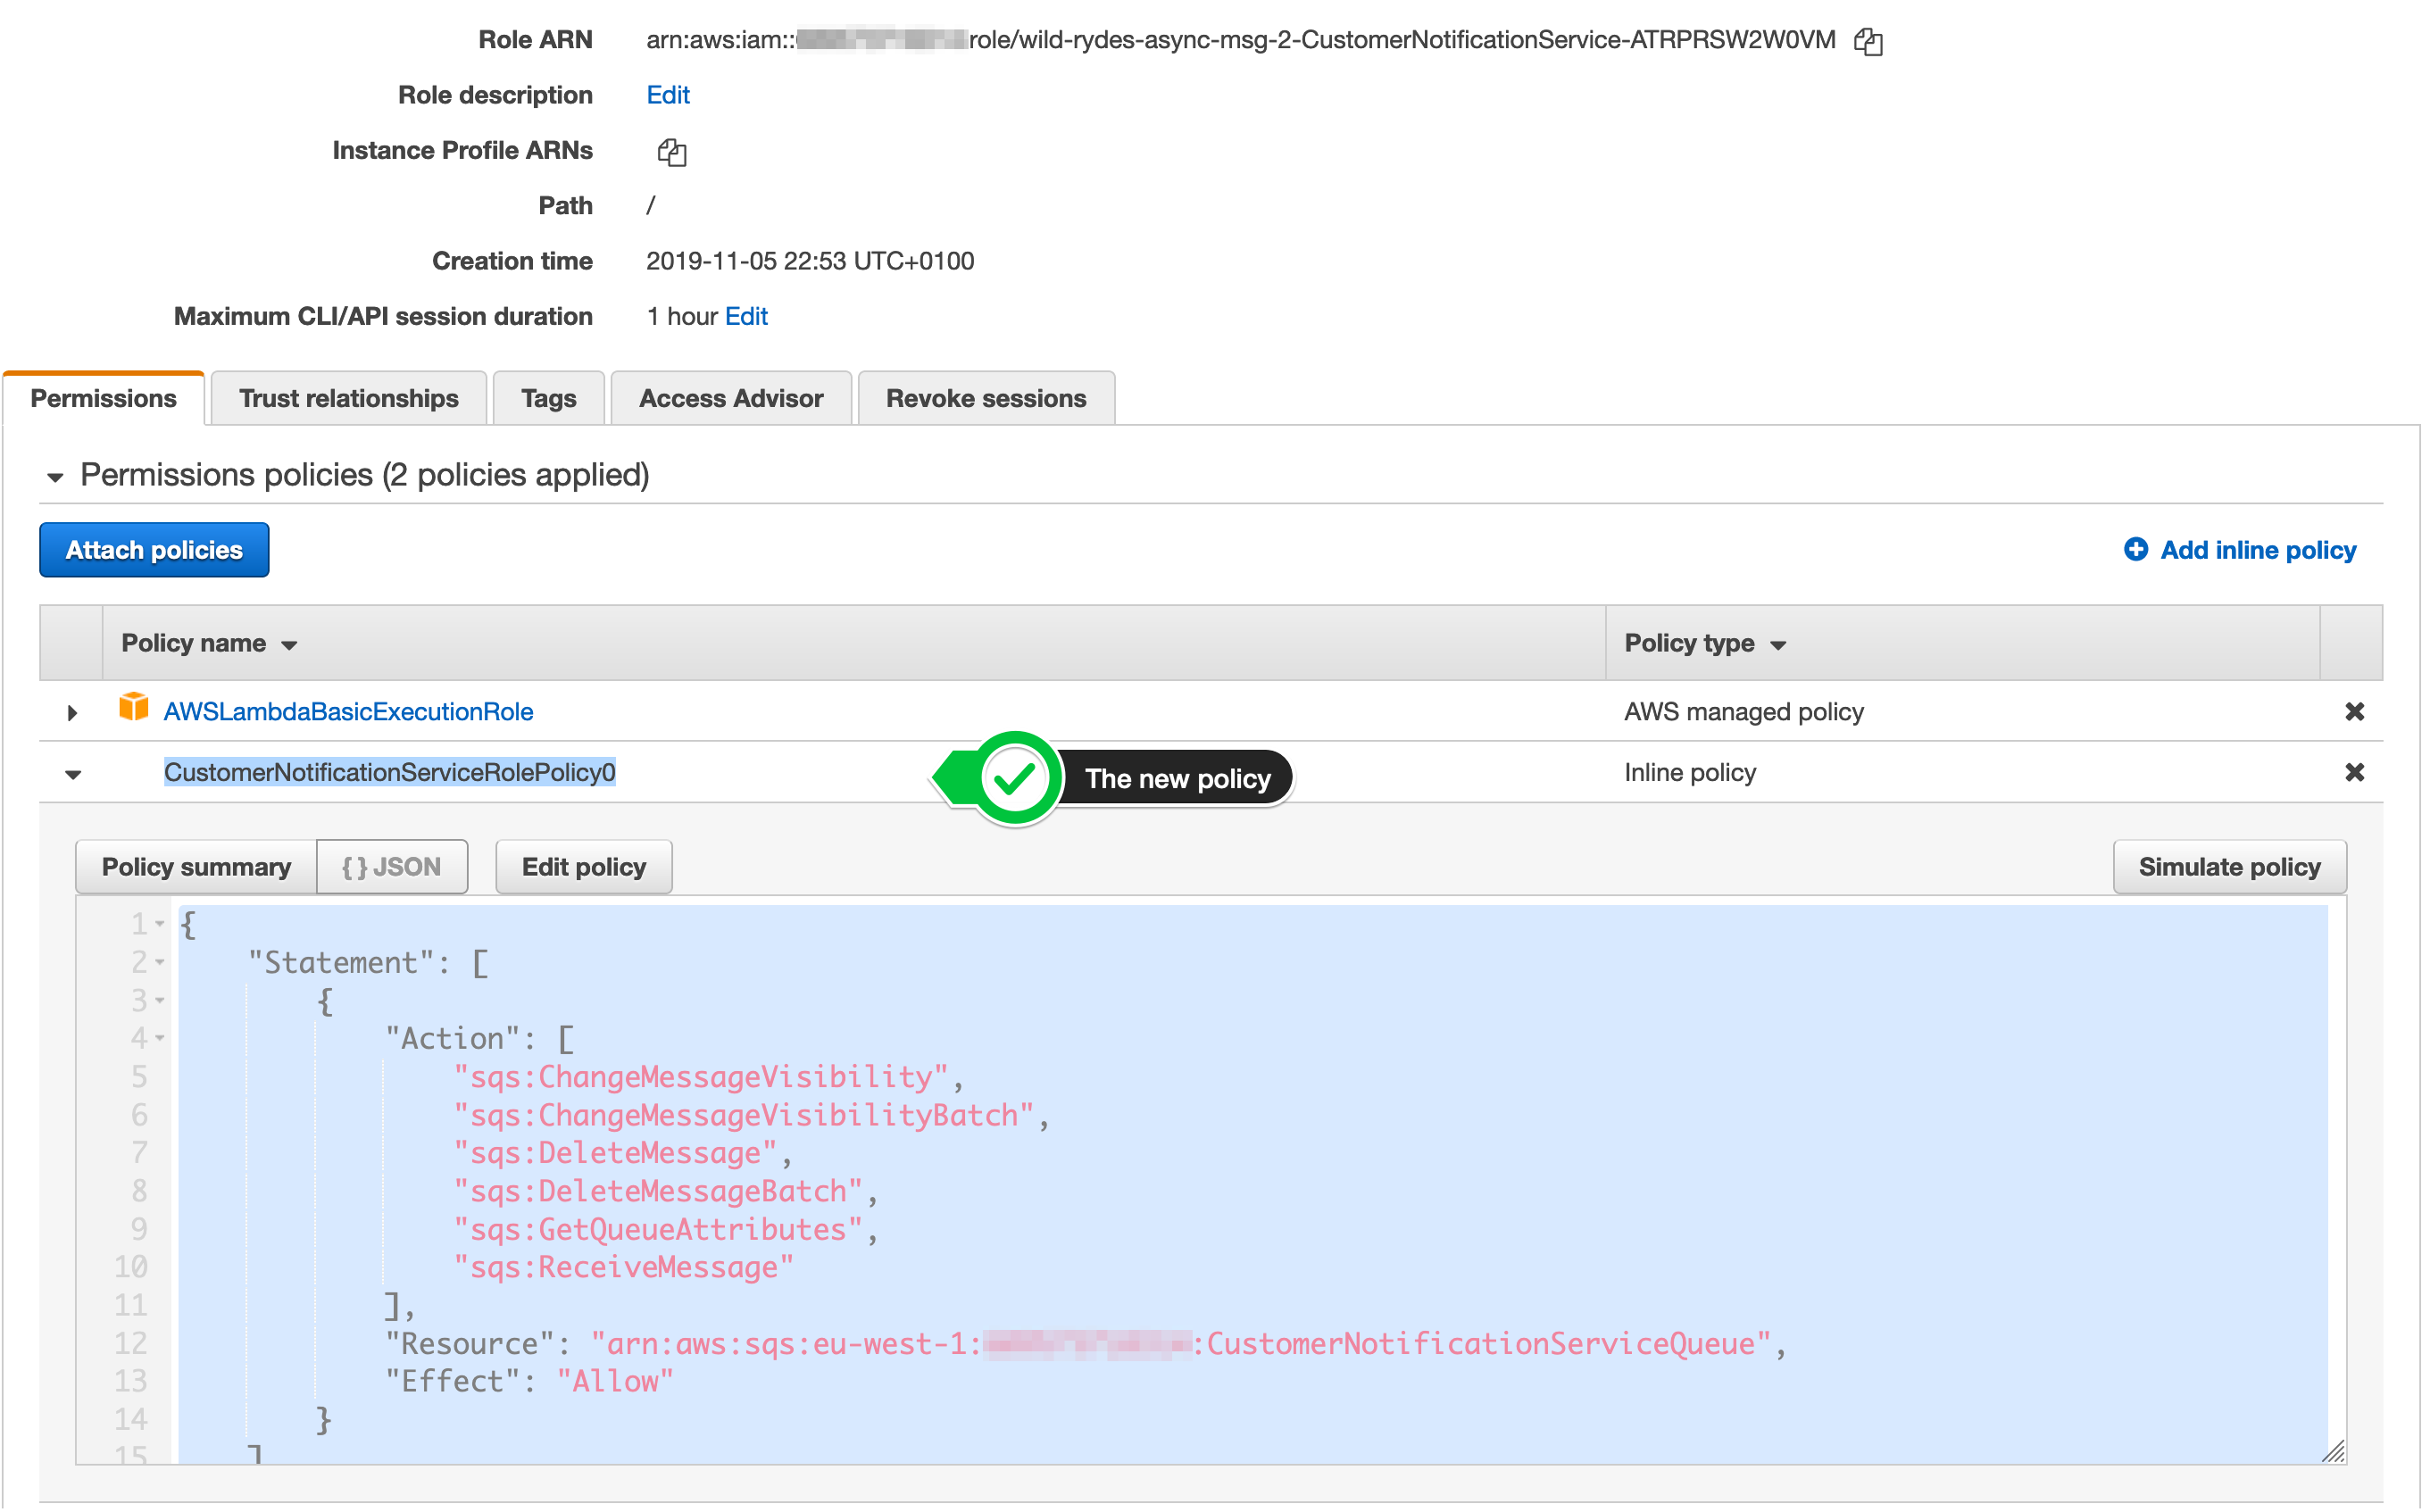 Role ARN arn:aws:iam:: role/wild-rydes-async-msg-2-CustomerNotificationService-ATRPRSW2W0VM
Role description Edit
Instance Profile ARNs
Path /
Creation time 2019-11-05 22:53 UTC+0100
Maximum CLI/API session duration 1 hour Edit
Permissions Trust relationships Tags Access Advisor Revoke sessions
Permissions policies (2 policies applied)
Attach policies Add inline policy
Policy name Policy type
AWSLambdaBasicExecutionRole AWS managed policy
CustomerNotificationServiceRolePolicy0 The new policy Inline policy
Policy summary { } JSON Edit policy Simulate policy
1 {
2 "Statement": [
3 {
4 "Action": [
5 "sqs:ChangeMessageVisibility",
6 "sqs:ChangeMessageVisibilityBatch",
7 "sqs:DeleteMessage",
8 "sqs:DeleteMessageBatch",
9 "sqs:GetQueueAttributes",
10 "sqs:ReceiveMessage"
11 ],
12 "Resource": "arn:aws:sqs:eu-west-1: :CustomerNotificationServiceQueue",
13 "Effect": "Allow"
14 }
15 ]